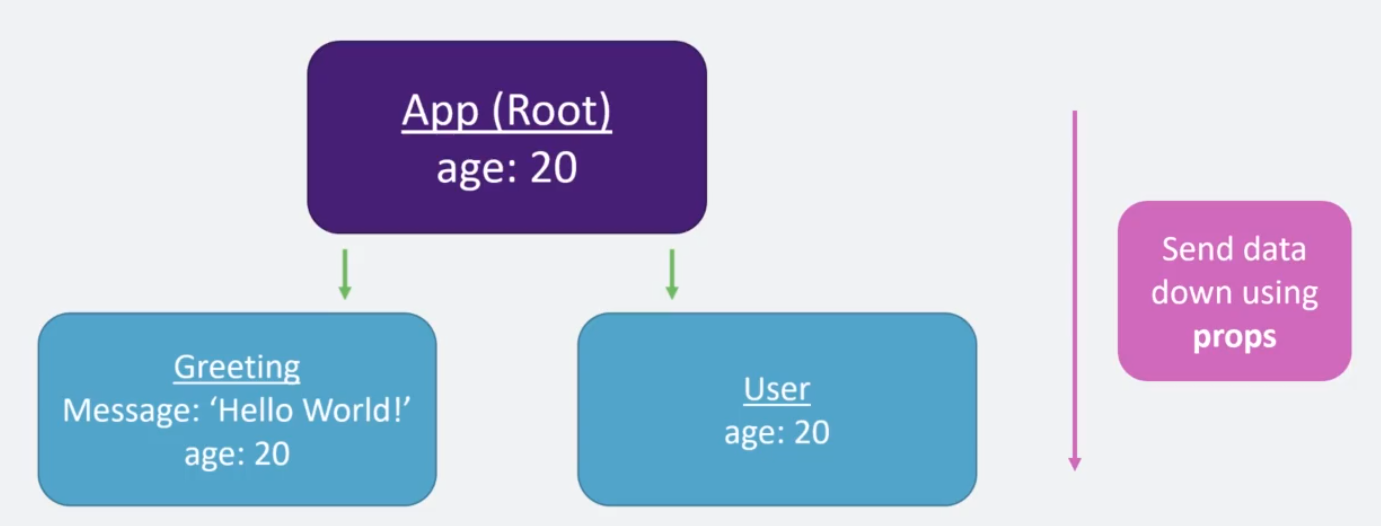 App (Root)
age: 20
Greeting
Message: ‘Hello World!’
age: 20
User
age: 20
Send data
down using
props